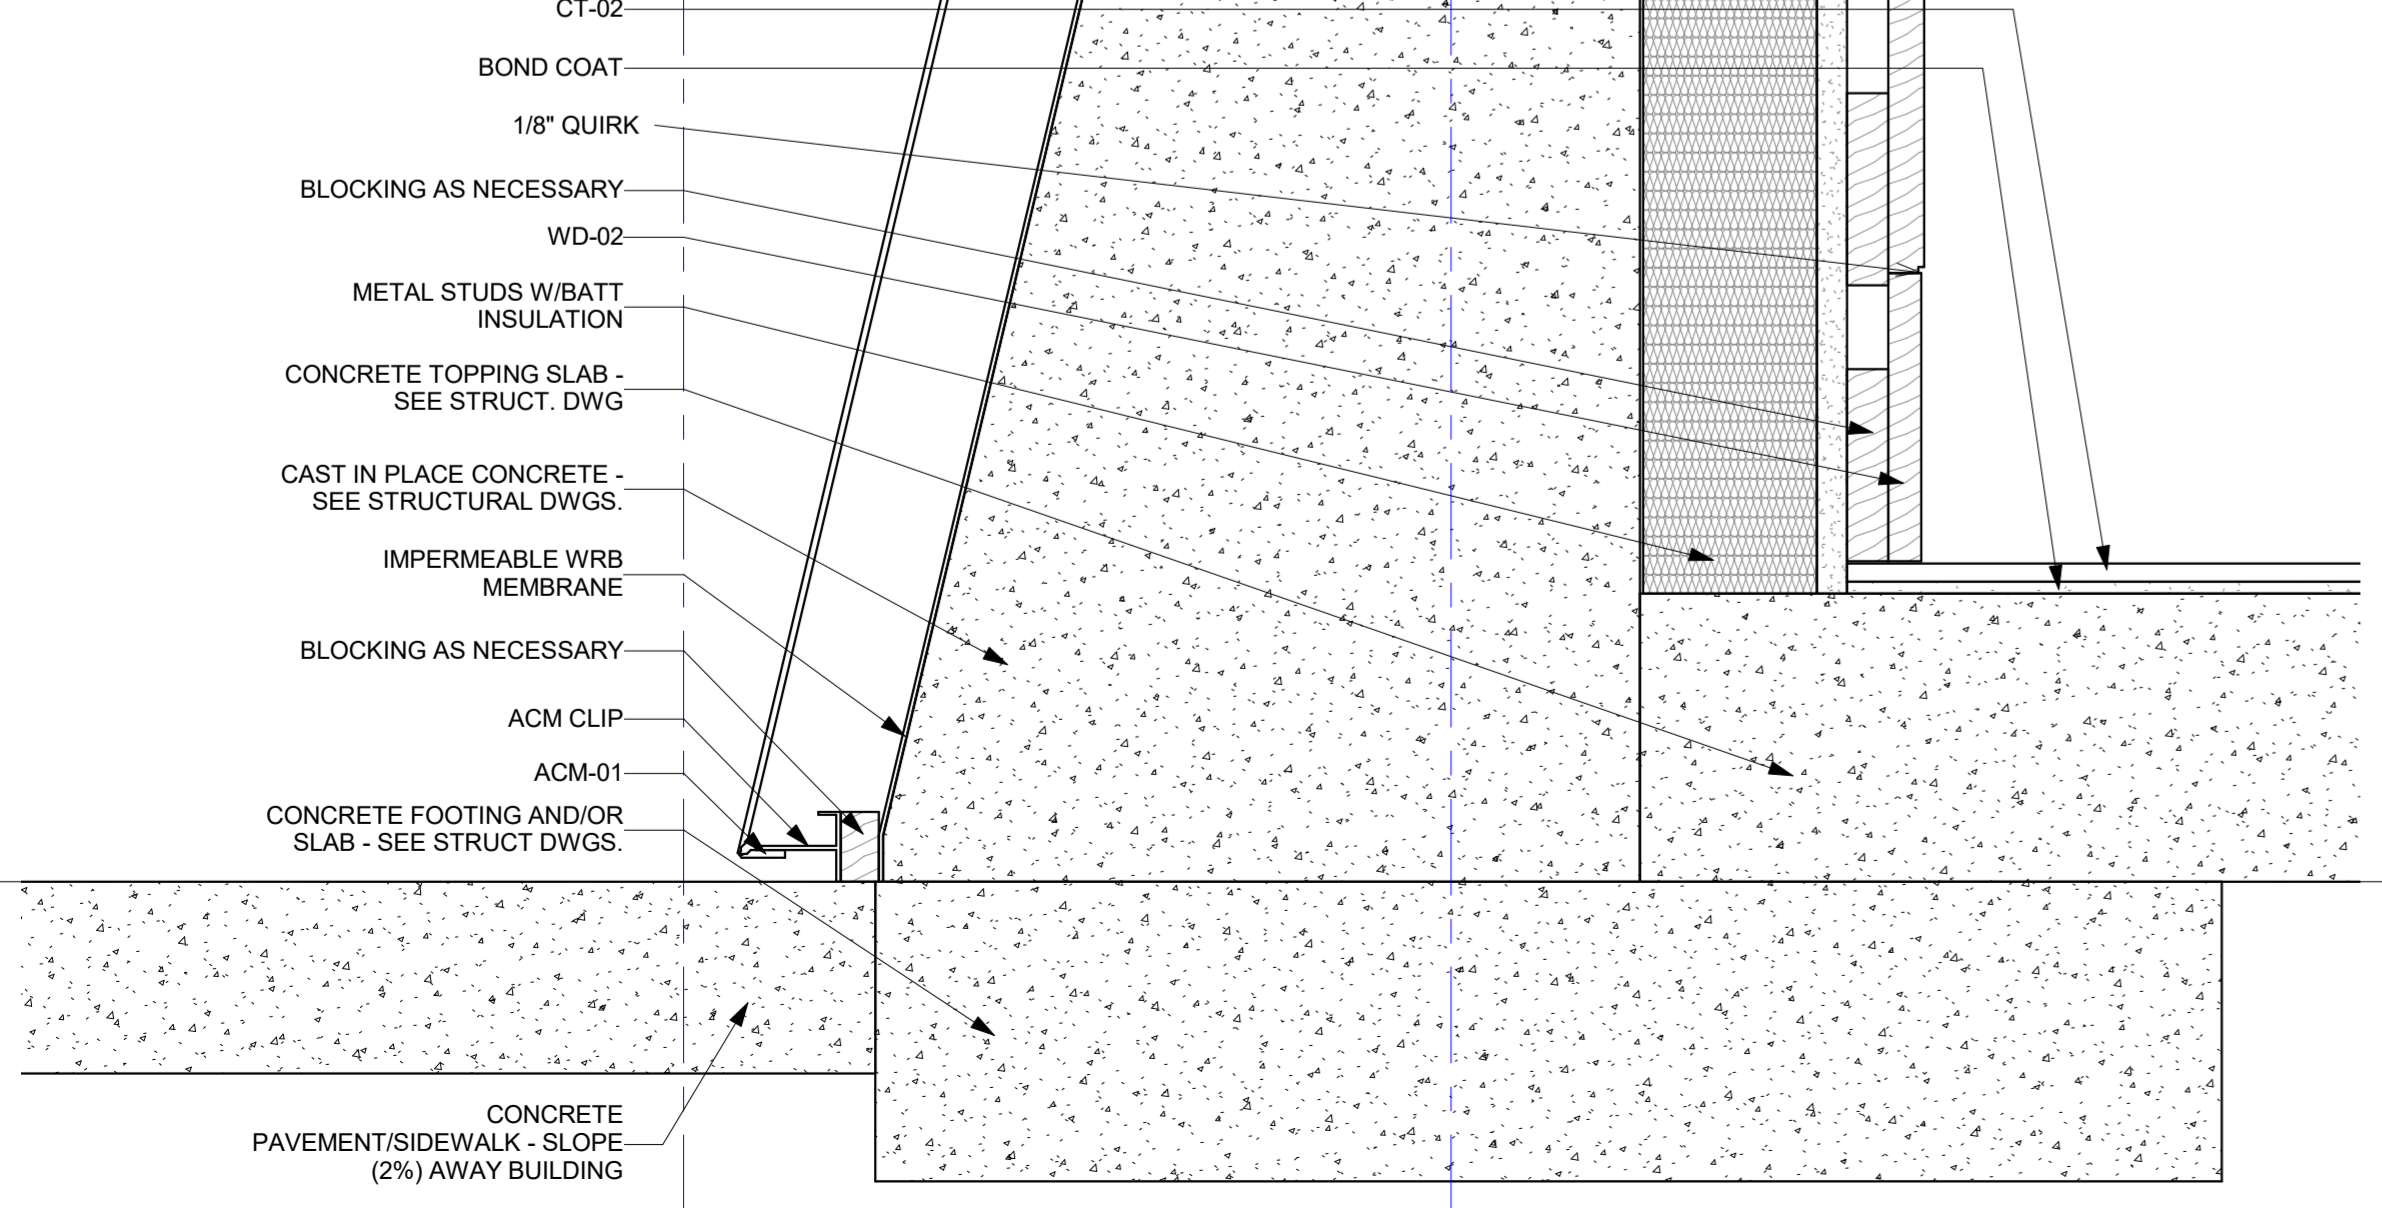 CT-02
BOND COAT
1/8" QUIRK
BLOCKING AS NECESSARY
WD-02
METAL STUDS W/BATT
INSULATION
CONCRETE TOPPING SLAB -
SEE STRUCT. DWG
CAST IN PLACE CONCRETE -
SEE STRUCTURAL DWGS.
IMPERMEABLE WRB
MEMBRANE
BLOCKING AS NECESSARY
ACM CLIP
ACM-01
CONCRETE FOOTING AND/OR
SLAB - SEE STRUCT DWGS.
CONCRETE
PAVEMENT/SIDEWALK - SLOPE
(2%) AWAY BUILDING